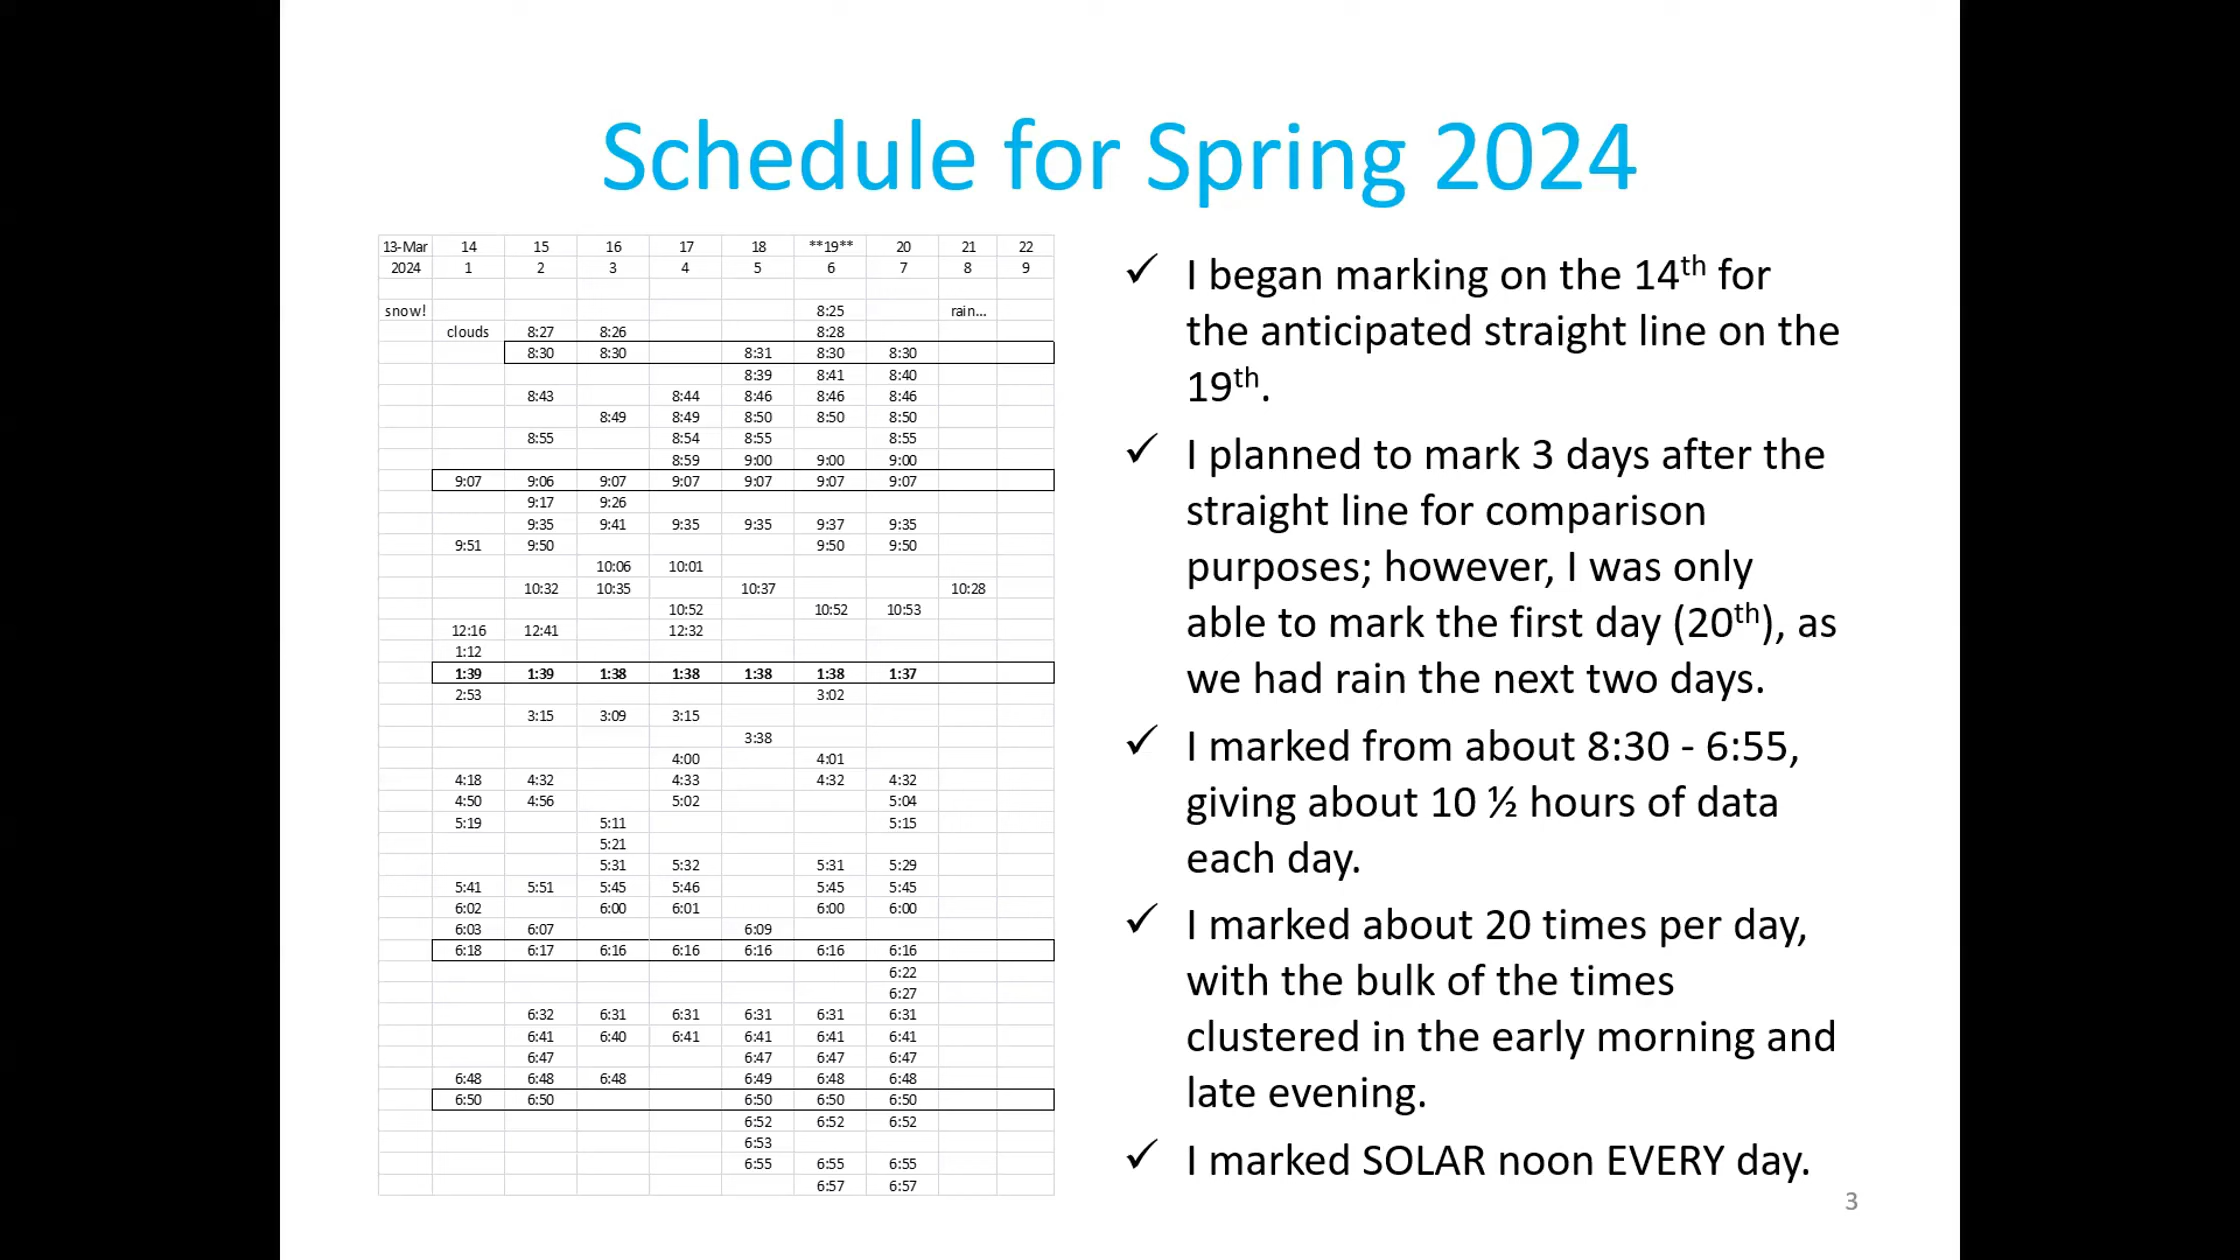 Schedule for Spring 2024
13-Mar 14 15 16 17 18 **19** 20 21 22
2024 1 2 3 4 5 6 7 8 9
snow! 8:25 rain...
clouds 8:27 8:26 8:28
8:30 8:30 8:31 8:30 8:30
8:39 8:41 8:40
8:43 8:44 8:46 8:46 8:46
8:49 8:49 8:50 8:50 8:50
8:55 8:54 8:55 8:55
8:59 9:00 9:00 9:00
9:07 9:06 9:07 9:07 9:07 9:07 9:07
9:17 9:26
9:35 9:41 9:35 9:35 9:37 9:35
9:51 9:50 9:50 9:50
10:06 10:01
10:32 10:35 10:37 10:28
10:52 10:52 10:53
12:16 12:41 12:32
1:12
1:39 1:39 1:38 1:38 1:38 1:38 1:37
2:53 3:02
3:15 3:09 3:15
3:38
4:00 4:01
4:18 4:32 4:33 4:32 4:32
4:50 4:56 5:02 5:04
5:19 5:11 5:15
5:21
5:31 5:32 5:31 5:29
5:41 5:51 5:45 5:46 5:45 5:45
6:02 6:00 6:01 6:00 6:00
6:03 6:07 6:09
6:18 6:17 6:16 6:16 6:16 6:16 6:16
6:22
6:27
6:32 6:31 6:31 6:31 6:31 6:31
6:41 6:40 6:41 6:41 6:41 6:41
6:47 6:47 6:47 6:47
6:48 6:48 6:48 6:49 6:48 6:48
6:50 6:50 6:50 6:50 6:50
6:52 6:52 6:52
6:53
6:55 6:55 6:55
6:57 6:57
✓ I began marking on the 14th for
the anticipated straight line on the
19th.
✓ I planned to mark 3 days after the
straight line for comparison
purposes; however, I was only
able to mark the first day (20th), as
we had rain the next two days.
✓ I marked from about 8:30 - 6:55,
giving about 10 ½ hours of data
each day.
✓ I marked about 20 times per day,
with the bulk of the times
clustered in the early morning and
late evening.
✓ I marked SOLAR noon EVERY day.
3